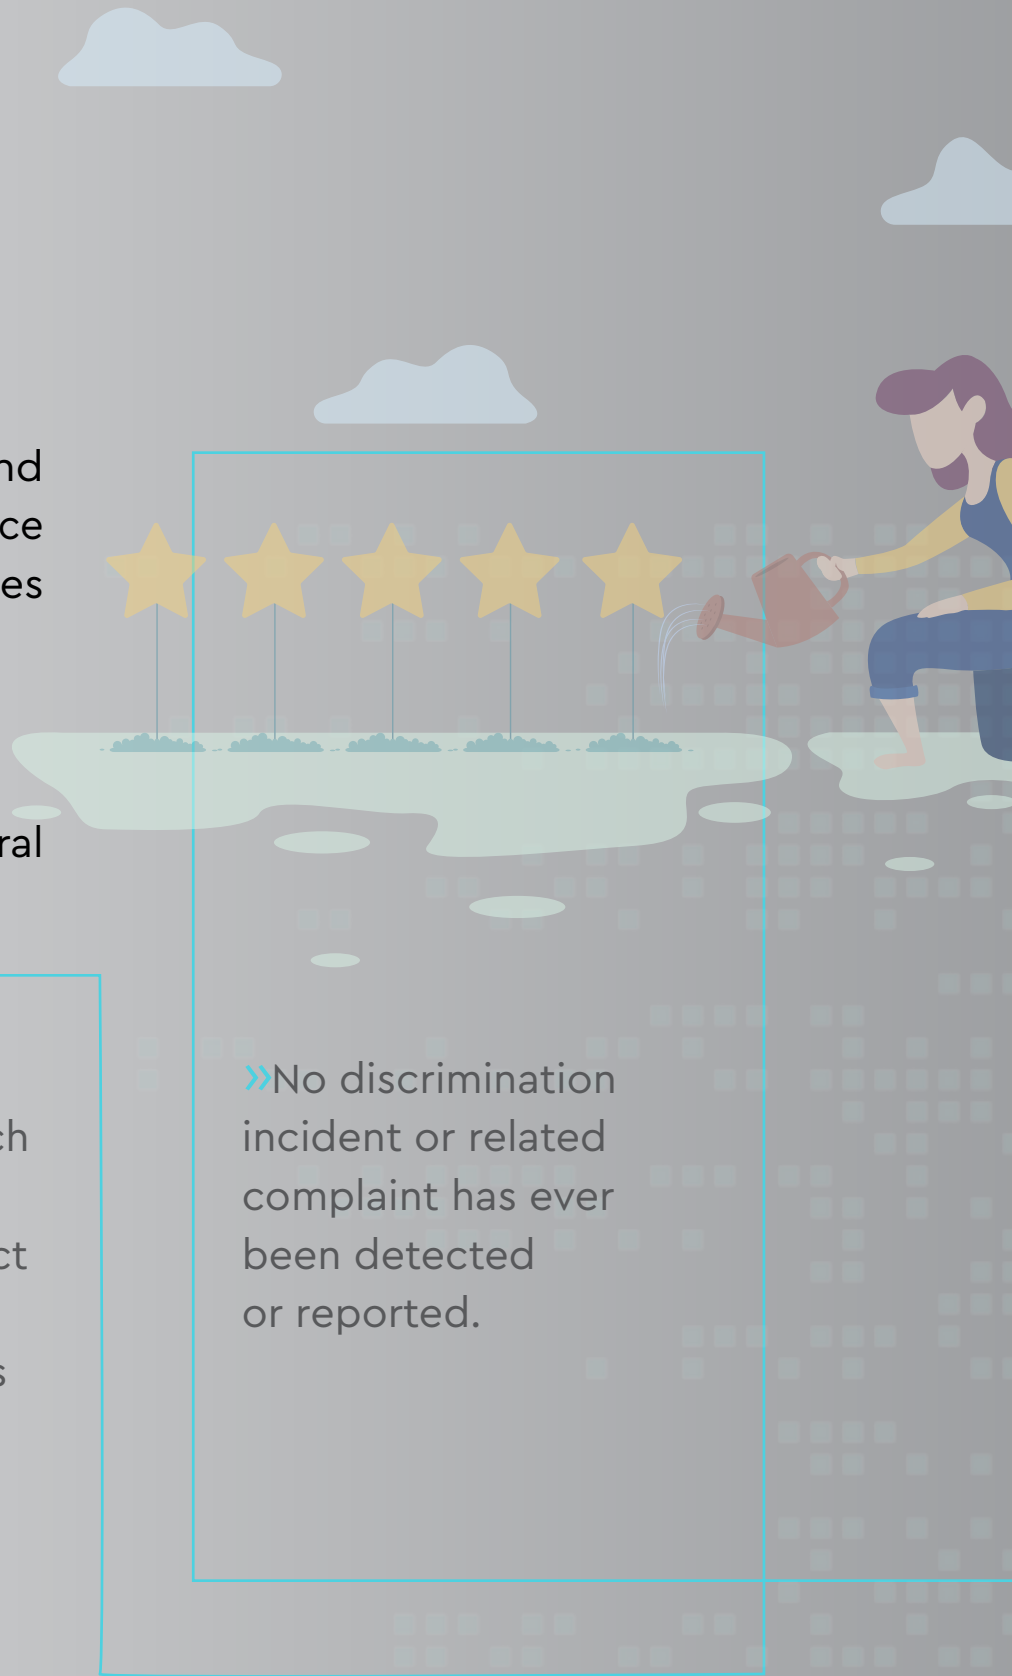 »No discrimination
incident or related
complaint has ever
been detected
or reported.